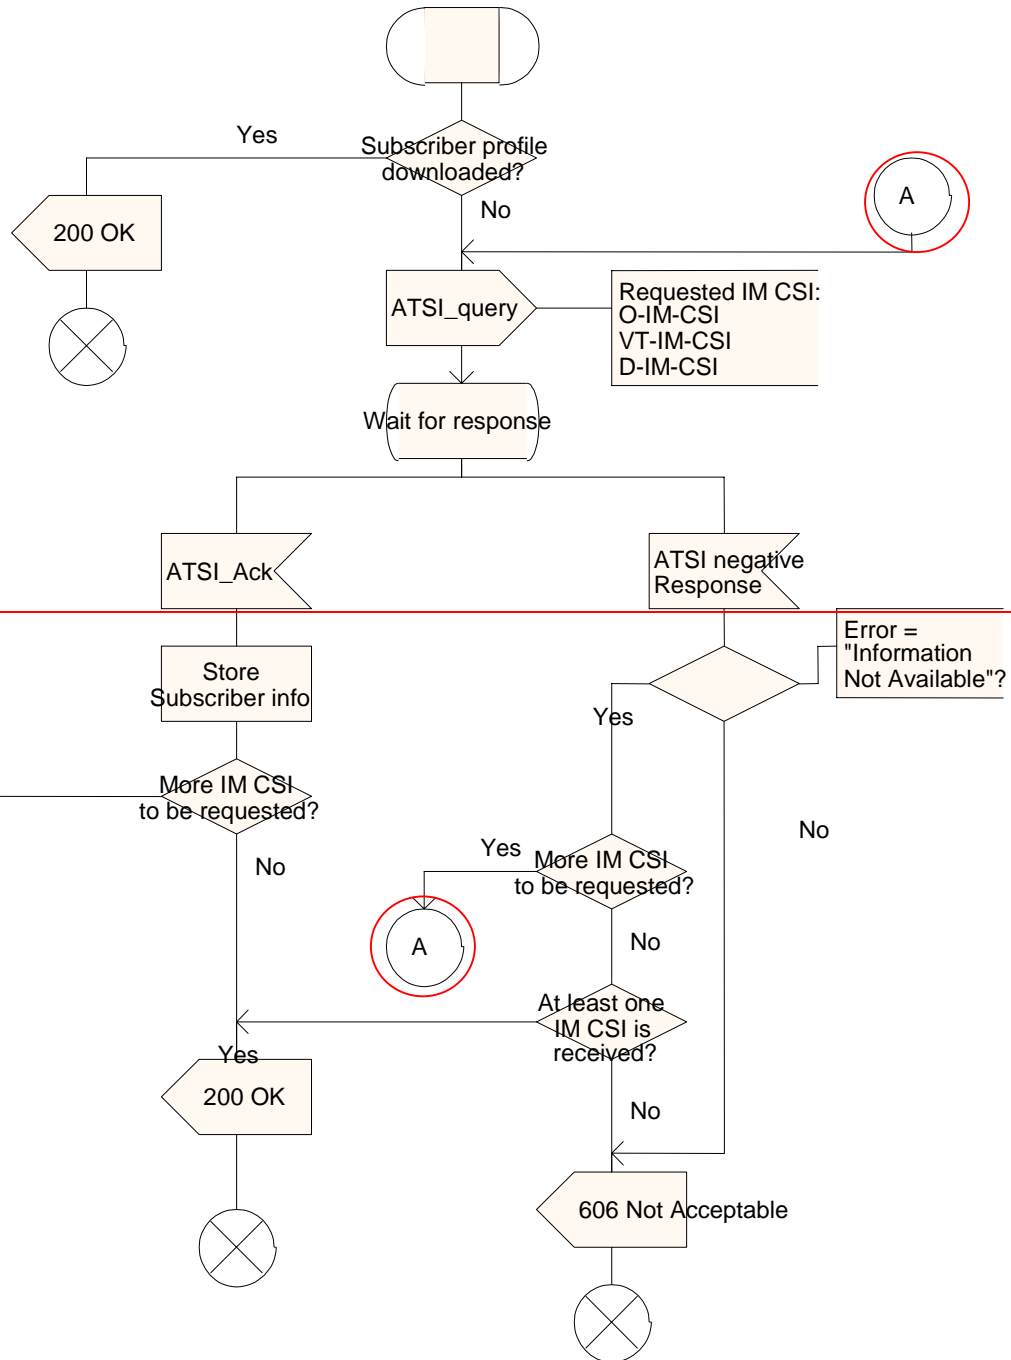 Yes
Subscriber profile
downloaded?
No
200 OK
A
ATSI_query
Requested IM CSI:
O-IM-CSI
VT-IM-CSI
D-IM-CSI
Wait for response
ATSI_Ack
ATSI negative
Response
Error =
"Information
Not Available"?
Store
Subscriber info
Yes
More IM CSI
to be requested?
No
No
Yes
More IM CSI
to be requested?
A
No
At least one
IM CSI is
received?
Yes
200 OK
No
606 Not Acceptable